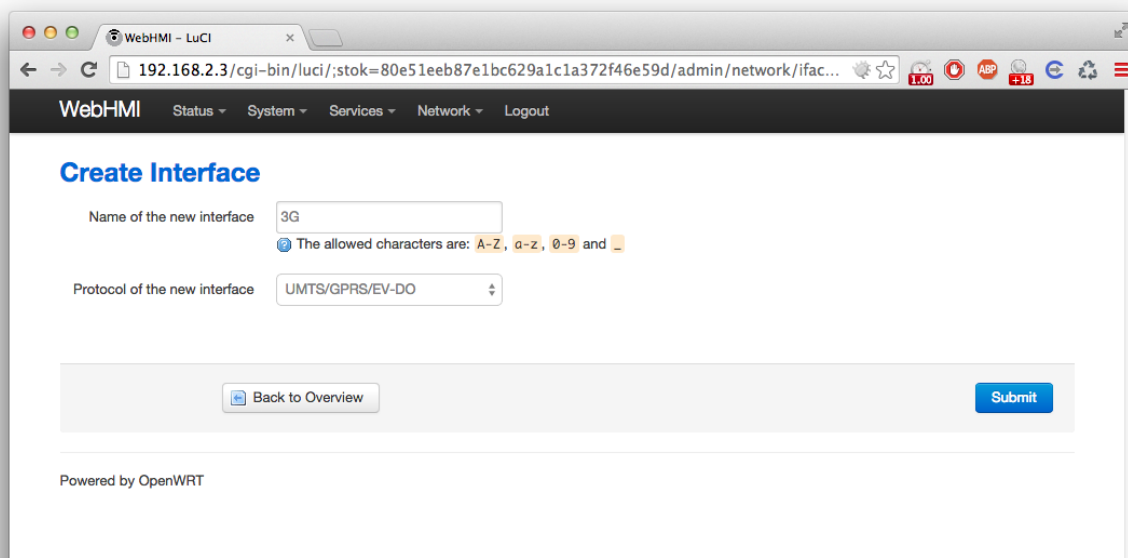 WebHMI – LuCI
192.168.2.3/cgi-bin/luci/;stok=80e51eeb87e1bc629a1c1a372f46e59d/admin/network/ifac...
1.00
ABP
+18
WebHMI Status System Services Network Logout
Create Interface
Name of the new interface 3G
The allowed characters are: A-Z, a-z, 0-9 and _
Protocol of the new interface UMTS/GPRS/EV-DO
Back to Overview Submit
Powered by OpenWRT